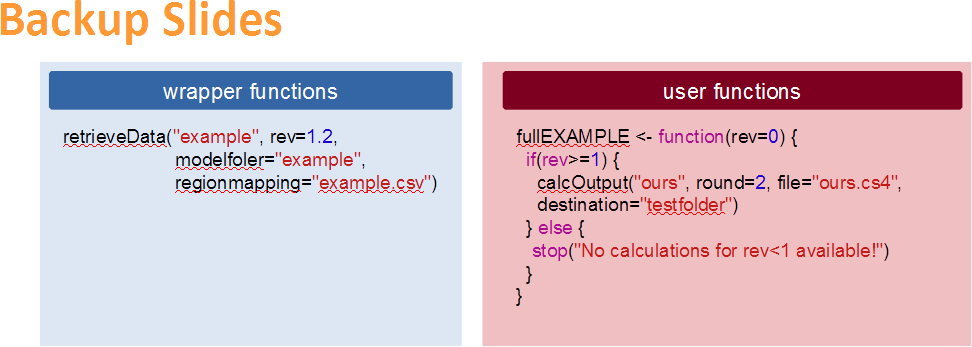 Backup Slides
wrapper functions
retrieveData("example", rev=1.2,
modelfoler="example",
regionmapping="example.csv")
user functions
fullEXAMPLE <- function(rev=0) {
if(rev>=1) {
calcOutput("ours", round=2, file="ours.cs4",
destination="testfolder")
} else {
stop("No calculations for rev<1 available!")
}
}